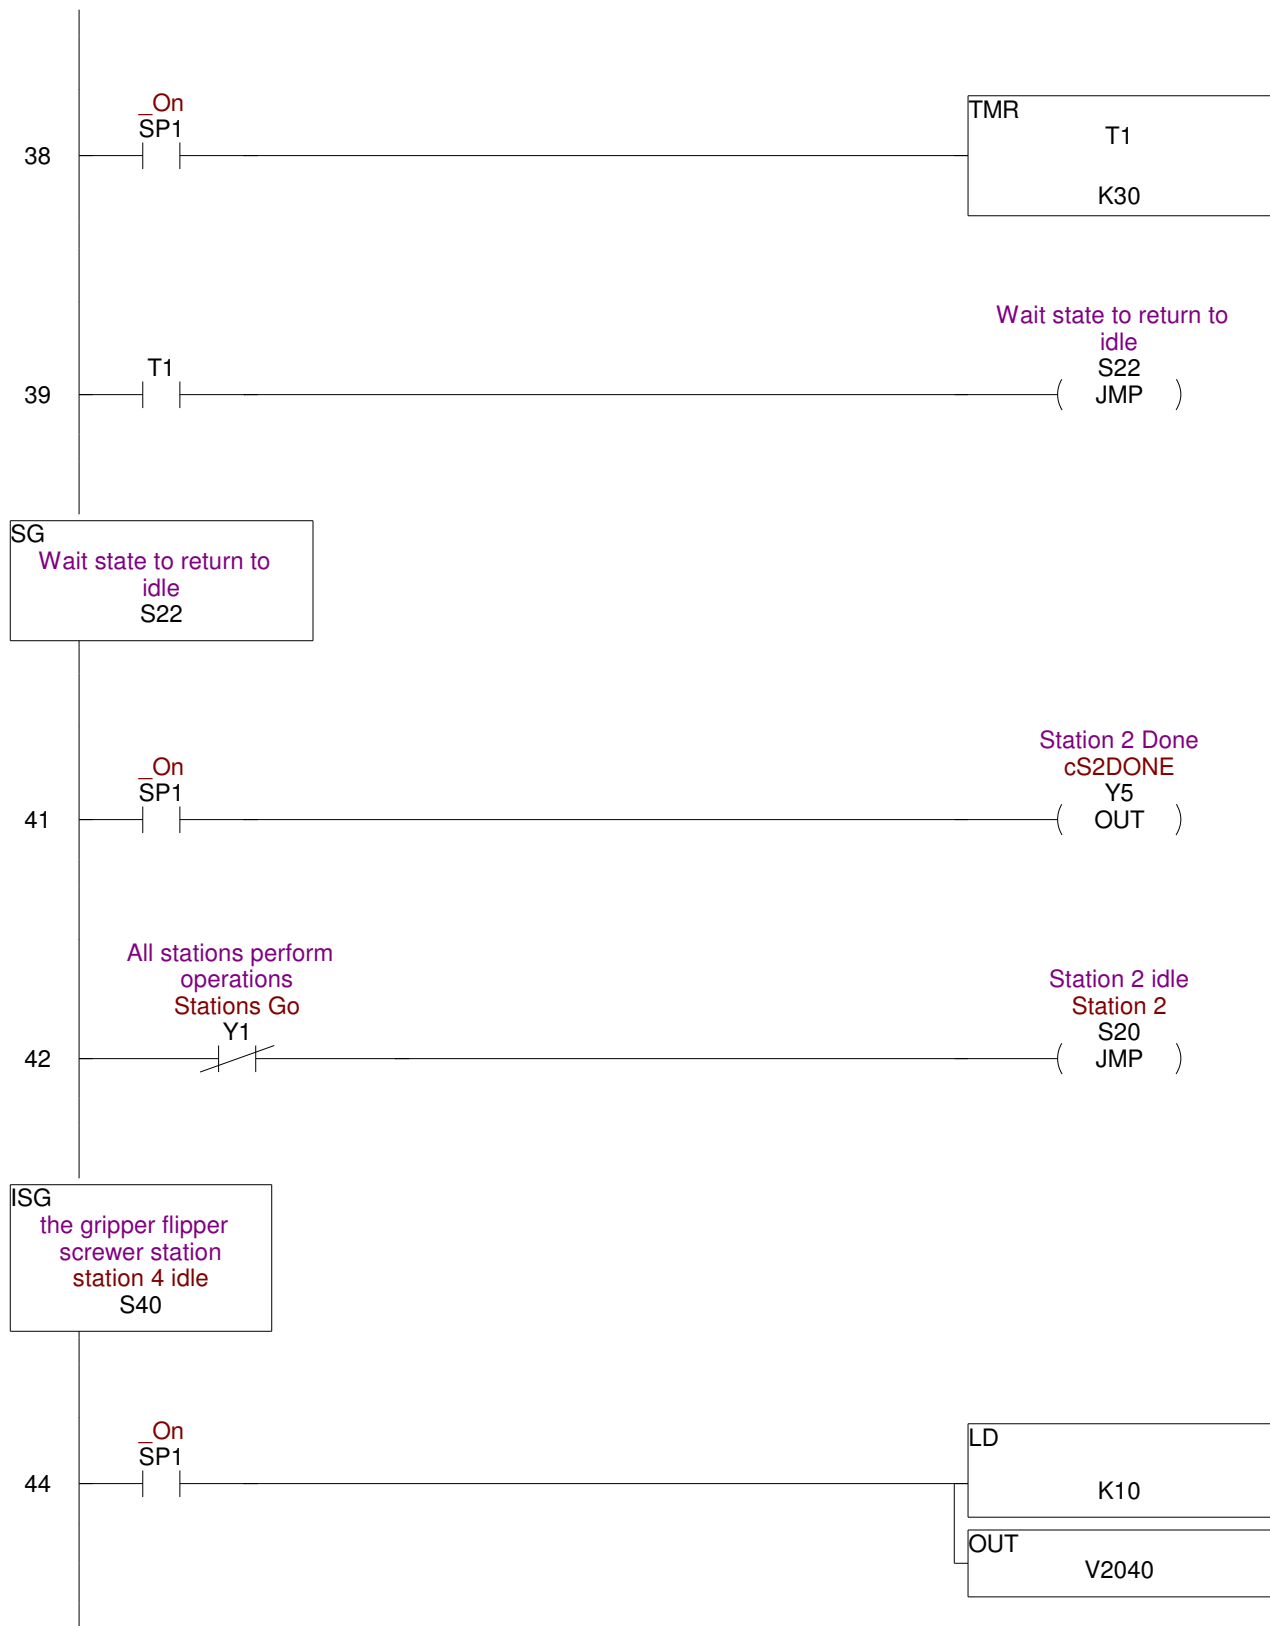 _On
SP1
38
TMR
T1
K30
Wait state to return to
idle
S22
T1
39
JMP
SG
Wait state to return to
idle
S22
Station 2 Done
cS2DONE
_On
SP1
Y5
41
OUT
All stations perform
operations
Stations Go
Y1
Station 2 idle
Station 2
S20
42
JMP
ISG
the gripper flipper
screwer station
station 4 idle
S40
_On
SP1
44
LD
K10
OUT
V2040